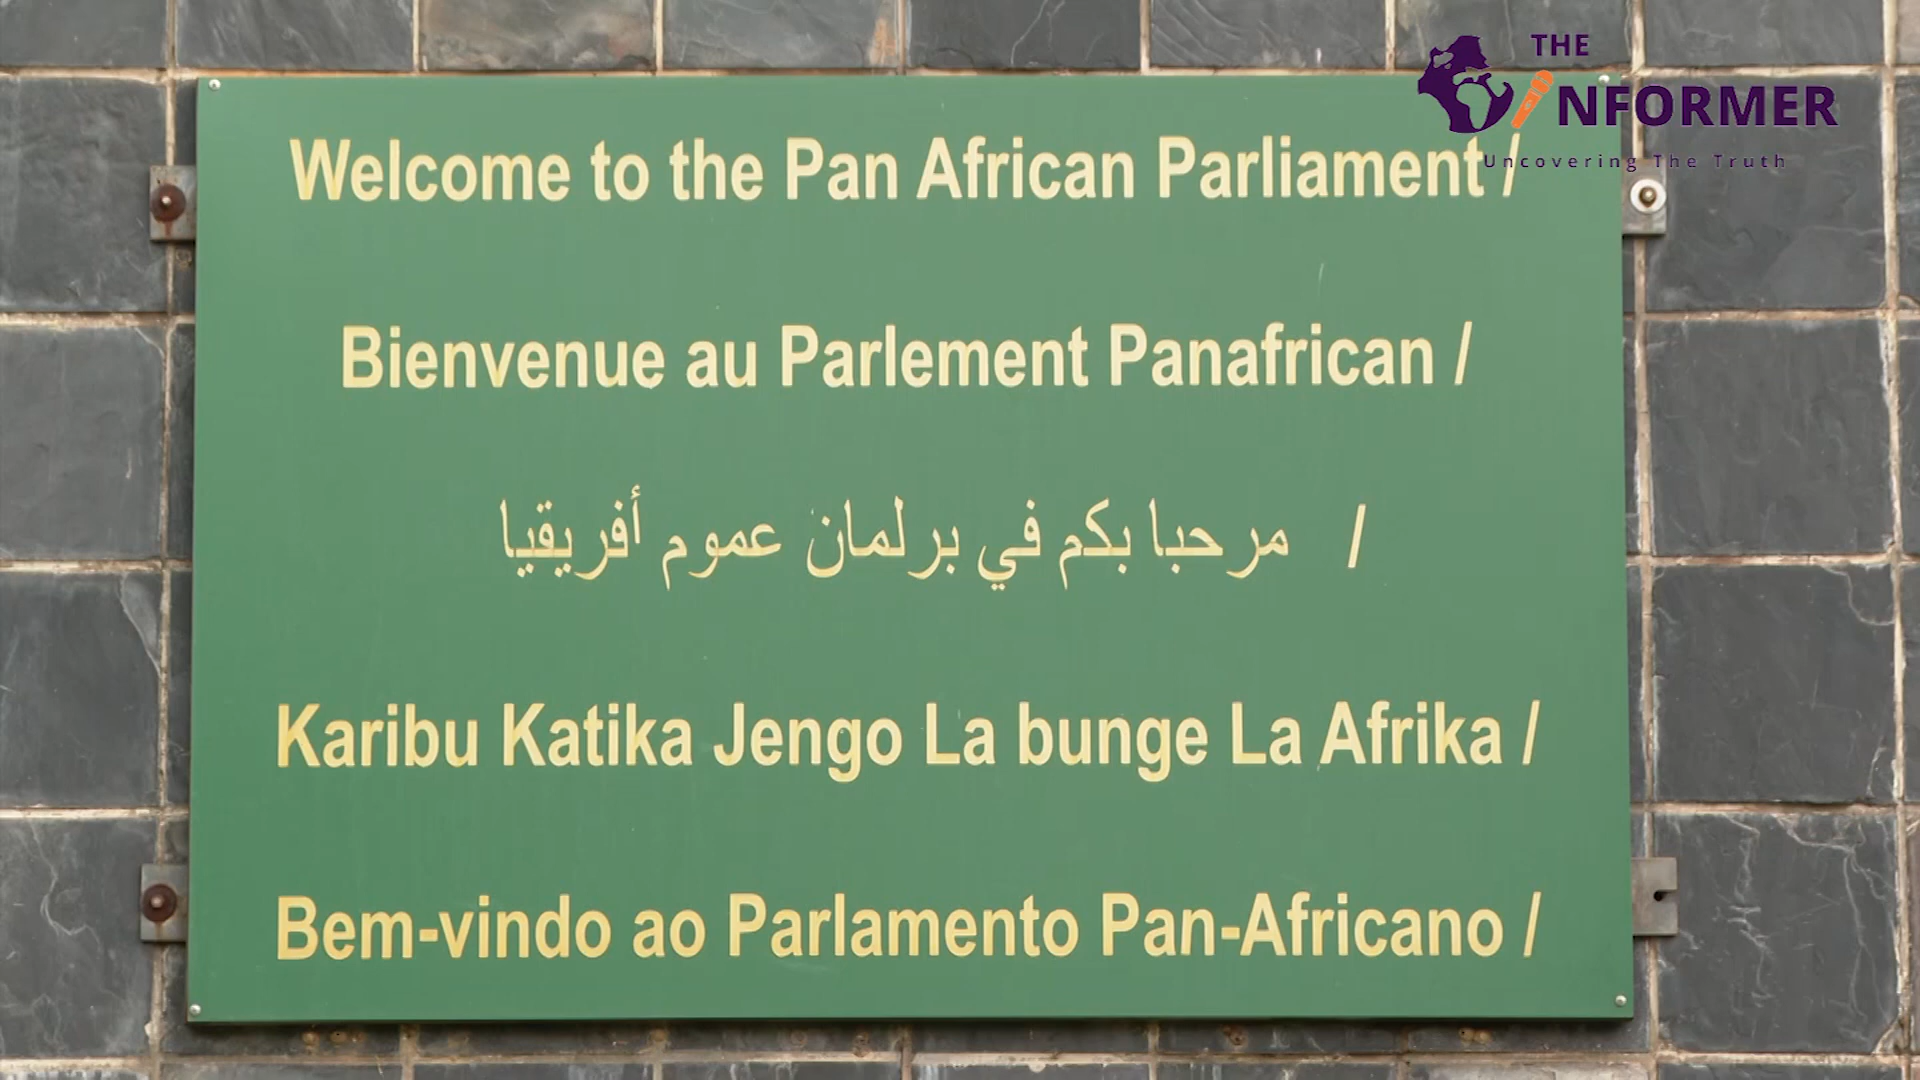 THE
INFORMER
Uncovering The Truth
Welcome to the Pan African Parliament /
Bienvenue au Parlement Panafrican /
/ مرحبا بكم في برلمان عموم أفريقيا
Karibu Katika Jengo La bunge La Afrika /
Bem-vindo ao Parlamento Pan-Africano /